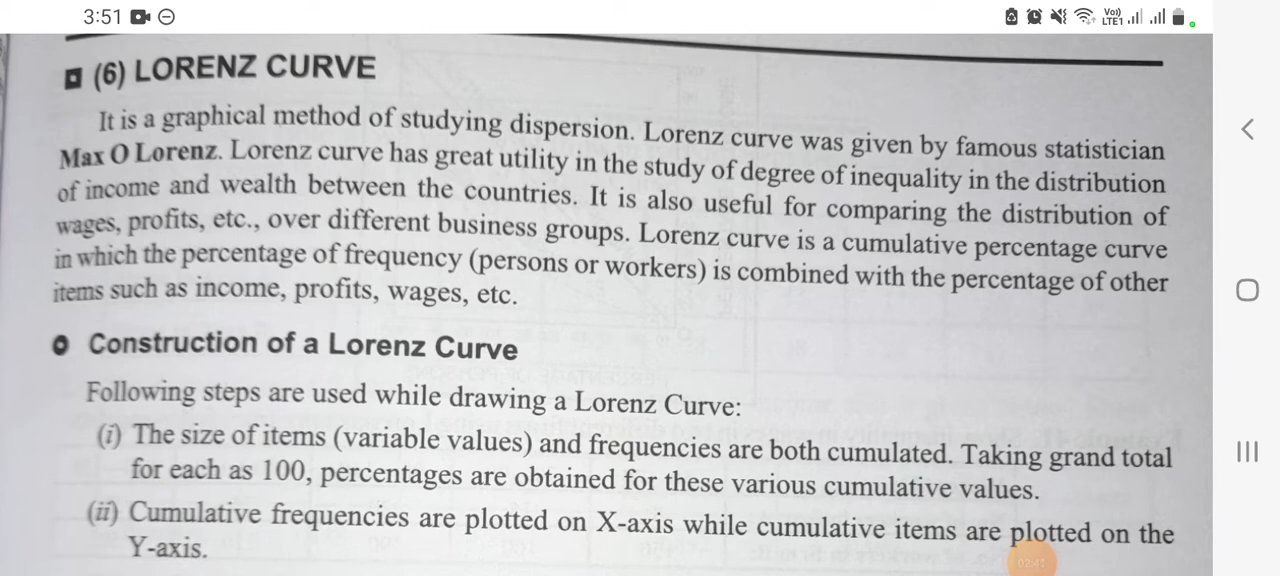 3:51
Vo)
LTE1
(6) LORENZ CURVE
It is a graphical method of studying dispersion. Lorenz curve was given by famous statistician
Max O Lorenz. Lorenz curve has great utility in the study of degree of inequality in the distribution
of income and wealth between the countries. It is also useful for comparing the distribution of
wages, profits, etc., over different business groups. Lorenz curve is a cumulative percentage curve
in which the percentage of frequency (persons or workers) is combined with the percentage of other
items such as income, profits, wages, etc.
Construction of a Lorenz Curve
Following steps are used while drawing a Lorenz Curve:
(i) The size of items (variable values) and frequencies are both cumulated. Taking grand total
for each as 100, percentages are obtained for these various cumulative values.
(ii) Cumulative frequencies are plotted on X-axis while cumulative items are plotted on the
Y-axis.
02:41